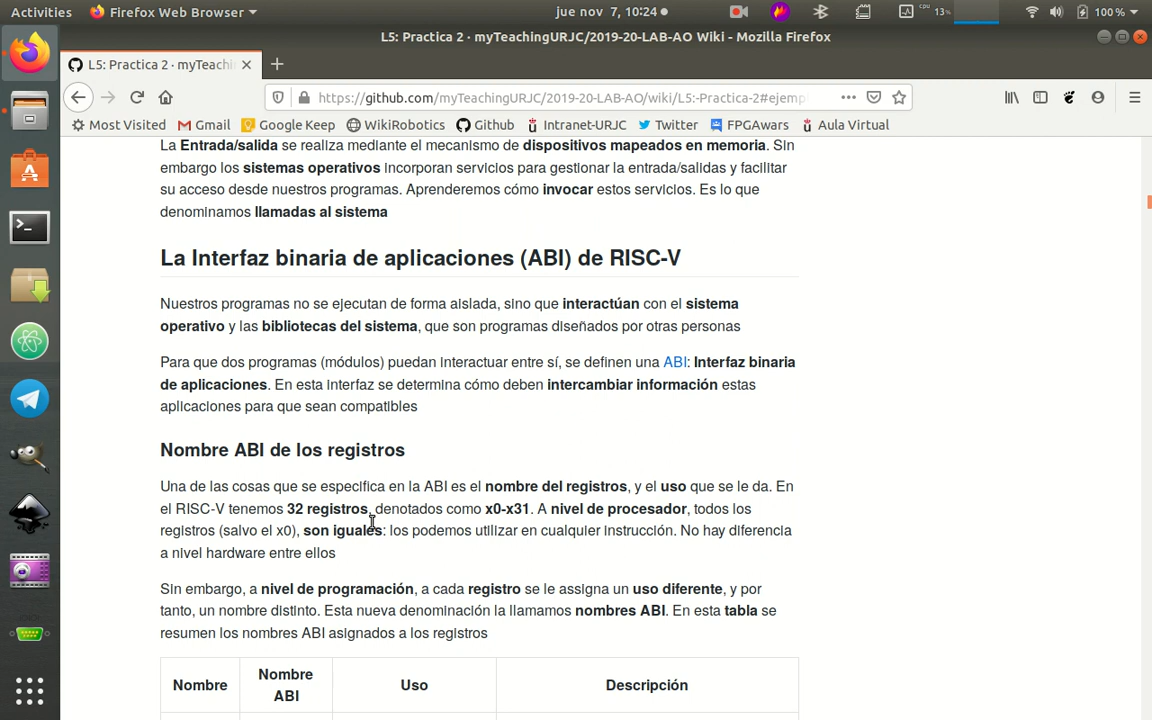 Activities
Firefox Web Browser
jue nov 7, 10:24
cpu
13%
100 %
L5: Practica 2 · myTeachingURJC/2019-20-LAB-AO Wiki - Mozilla Firefox
L5: Practica 2 · myTeachi
https://github.com/myTeachingURJC/2019-20-LAB-AO/wiki/L5:-Practica-2#ejemp
Most Visited
Gmail
Google Keep
WikiRobotics
Github
Intranet-URJC
Twitter
FPGAwars
Aula Virtual
La Entrada/salida se realiza mediante el mecanismo de dispositivos mapeados en memoria. Sin
embargo los sistemas operativos incorporan servicios para gestionar la entrada/salidas y facilitar
su acceso desde nuestros programas. Aprenderemos cómo invocar estos servicios. Es lo que
denominamos llamadas al sistema
La Interfaz binaria de aplicaciones (ABI) de RISC-V
Nuestros programas no se ejecutan de forma aislada, sino que interactúan con el sistema
operativo y las bibliotecas del sistema, que son programas diseñados por otras personas
Para que dos programas (módulos) puedan interactuar entre sí, se definen una ABI: Interfaz binaria
de aplicaciones. En esta interfaz se determina cómo deben intercambiar información estas
aplicaciones para que sean compatibles
Nombre ABI de los registros
Una de las cosas que se especifica en la ABI es el nombre del registros, y el uso que se le da. En
el RISC-V tenemos 32 registros, denotados como x0-x31. A nivel de procesador, todos los
registros (salvo el x0), son iguales: los podemos utilizar en cualquier instrucción. No hay diferencia
a nivel hardware entre ellos
Sin embargo, a nivel de programación, a cada registro se le assigna un uso diferente, y por
tanto, un nombre distinto. Esta nueva denominación la llamamos nombres ABI. En esta tabla se
resumen los nombres ABI asignados a los registros
Nombre
Nombre
ABI
Uso
Descripción